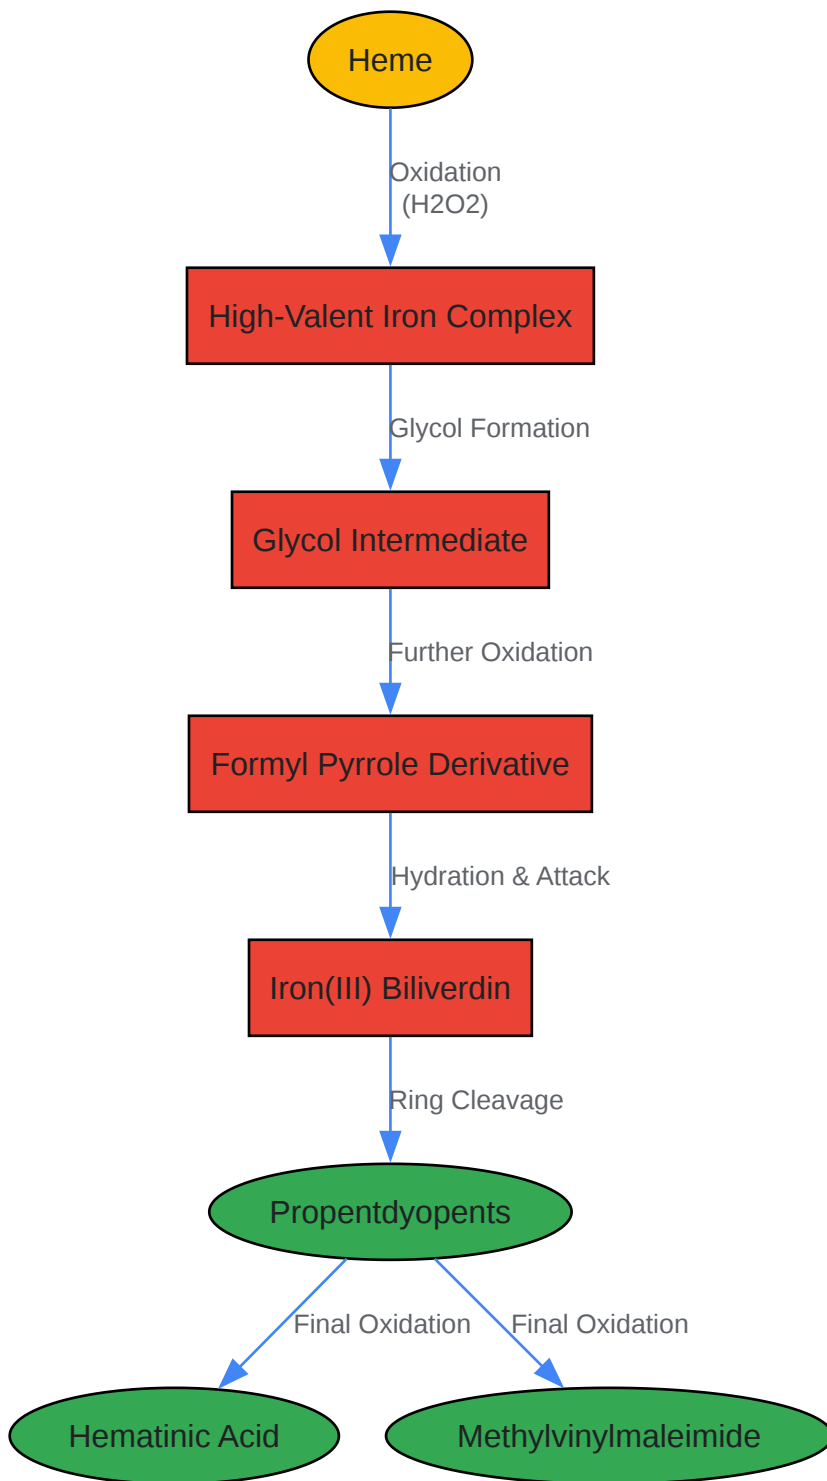 Heme
Oxidation
(H2O2)
High-Valent Iron Complex
Glycol Formation
Glycol Intermediate
Further Oxidation
Formyl Pyrrole Derivative
Hydration & Attack
Iron(III) Biliverdin
Ring Cleavage
Propentdyopents
Final Oxidation
Final Oxidation
Hematinic Acid
Methylvinylmaleimide